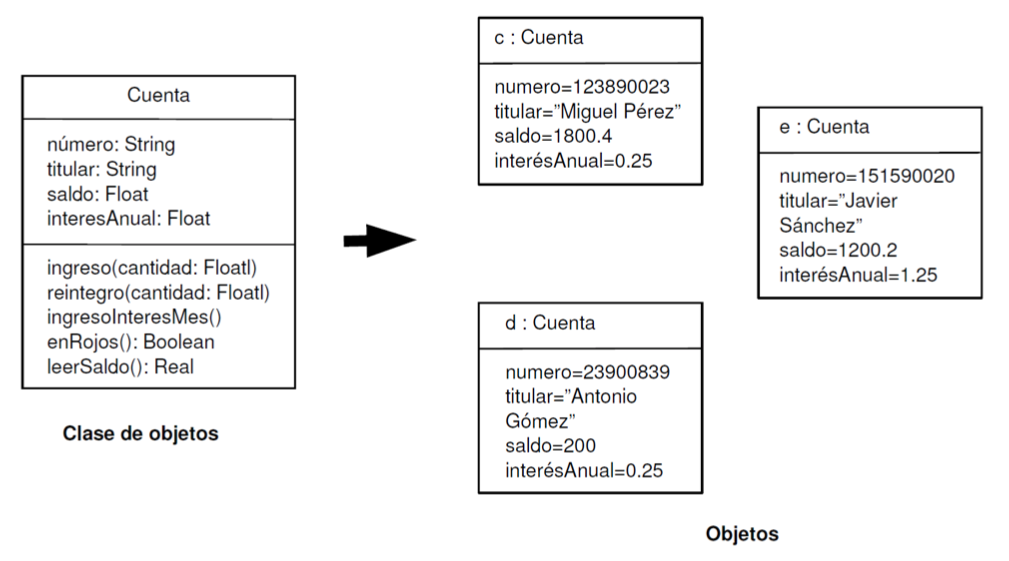 Cuenta
número: String
titular: String
saldo: Float
interesAnual: Float
ingreso(cantidad: Floatl)
reintegro(cantidad: Floatl)
ingresoInteresMes()
enRojos(): Boolean
leerSaldo(): Real
Clase de objetos
c : Cuenta
numero=123890023
titular=”Miguel Pérez”
saldo=1800.4
interésAnual=0.25
e : Cuenta
numero=151590020
titular=”Javier
Sánchez”
saldo=1200.2
interésAnual=1.25
d : Cuenta
numero=23900839
titular=”Antonio
Gómez”
saldo=200
interésAnual=0.25
Objetos